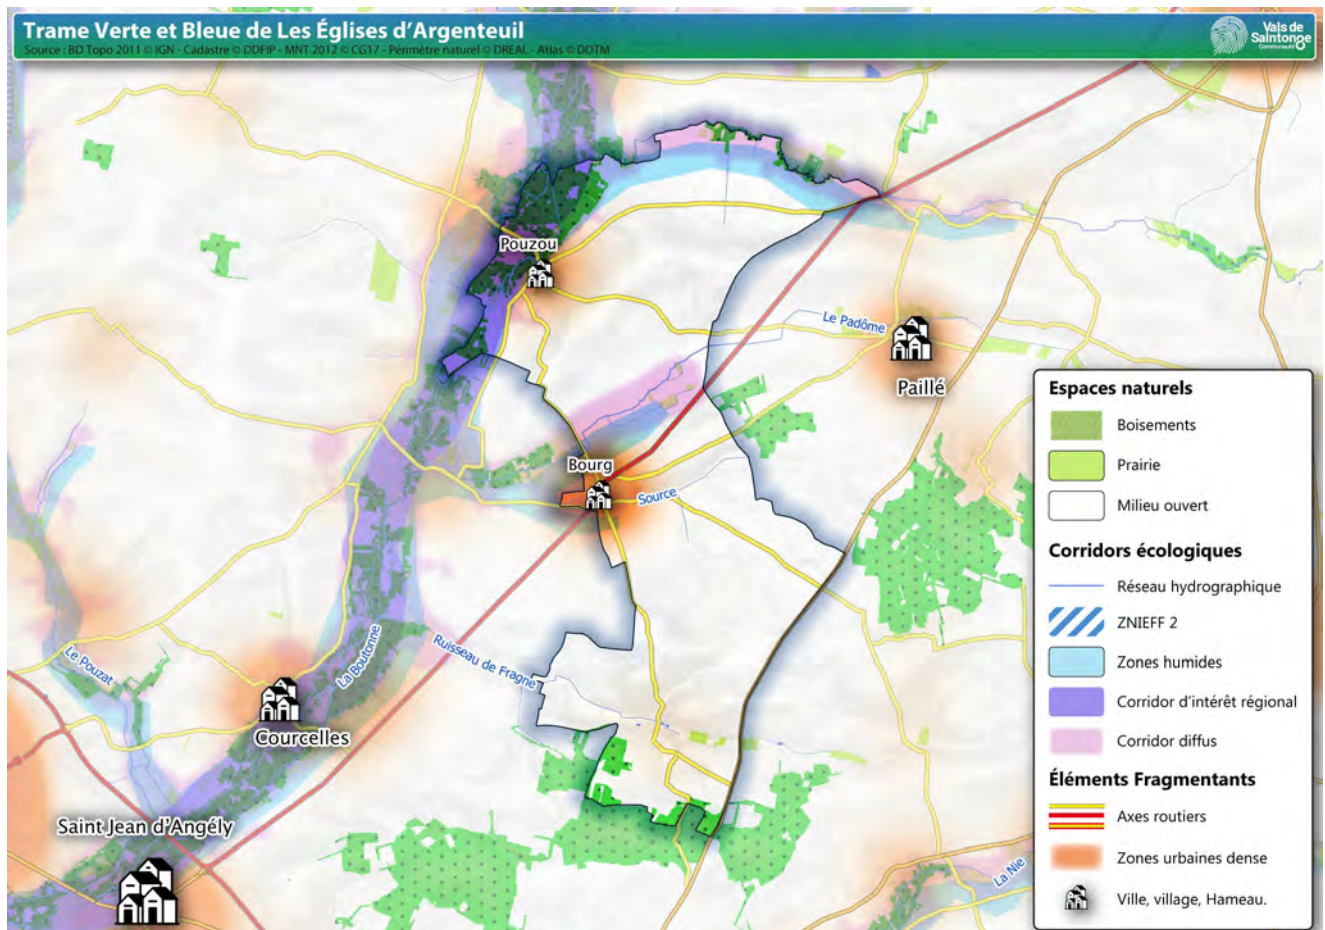 Trame Verte et Bleue de Les Églises d’Argenteuil
Source : BD Topo 2011 © IGN - Cadastre © DDFIP - MNT 2012 © CG17 - Périmètre naturel © DREAL - Atlas © DDTM
Vals de
Saintonge
Communauté
Pouzou
Le Padôme
Paillé
Bourg
Source
Ruisseau de Fragne
La Boutonne
Le Pouzat
Courcelles
Saint Jean d’Angély
La Nie
Espaces naturels
Boisements
Prairie
Milieu ouvert
Corridors écologiques
Réseau hydrographique
ZNIEFF 2
Zones humides
Corridor d’intérêt régional
Corridor diffus
Éléments Fragmentants
Axes routiers
Zones urbaines dense
Ville, village, Hameau.